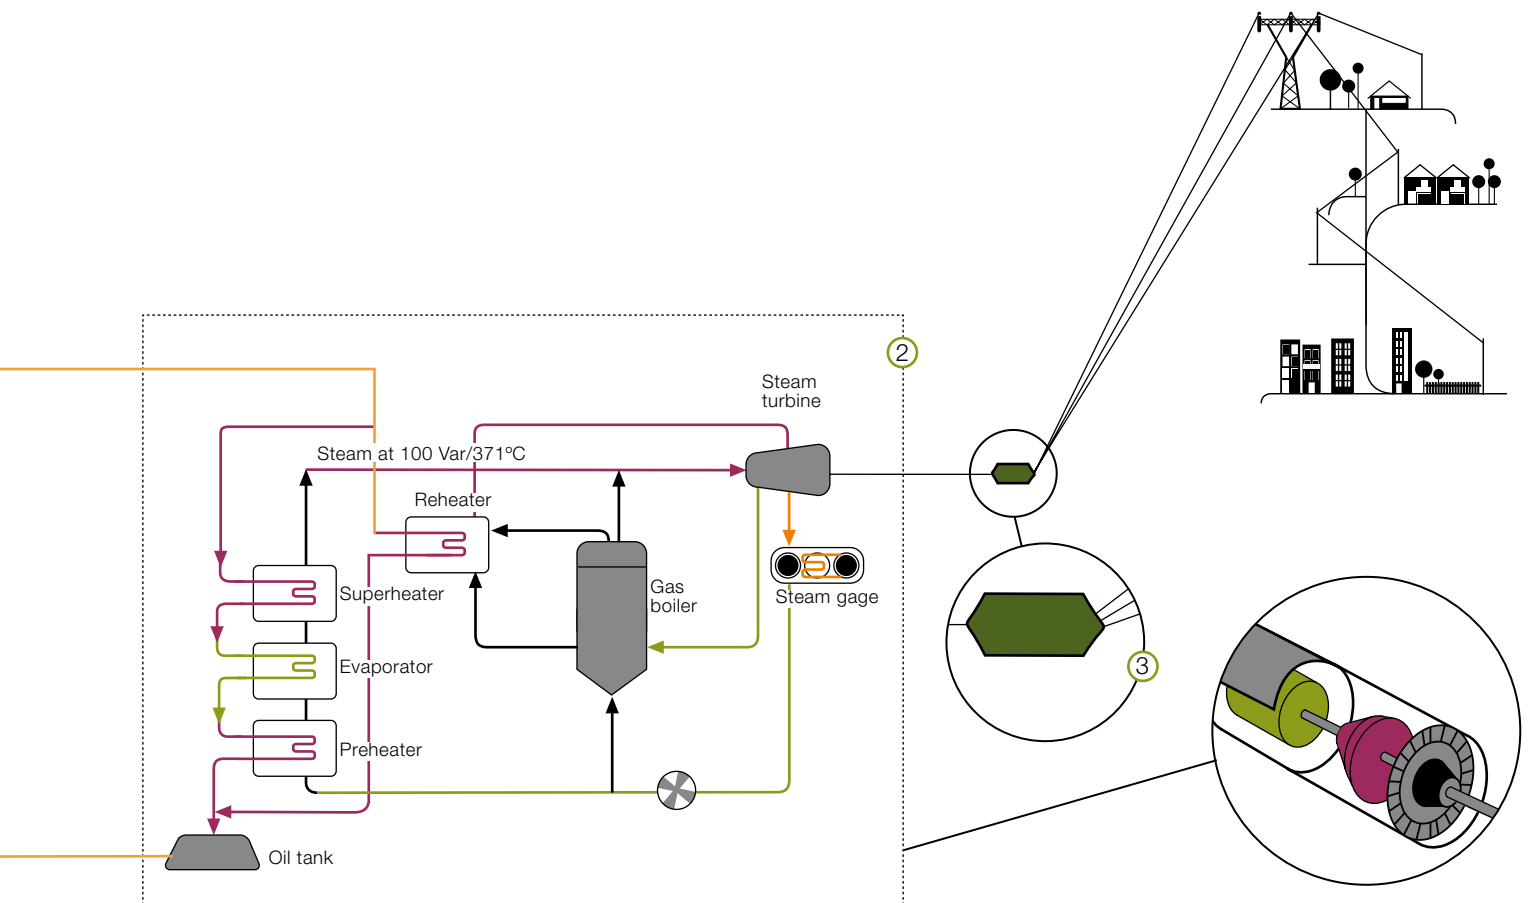 2
Steam
turbine
Steam at 100 Var/371ºC
Reheater
Gas
boiler
Superheater
Steam gage
Evaporator
3
Preheater
Oil tank